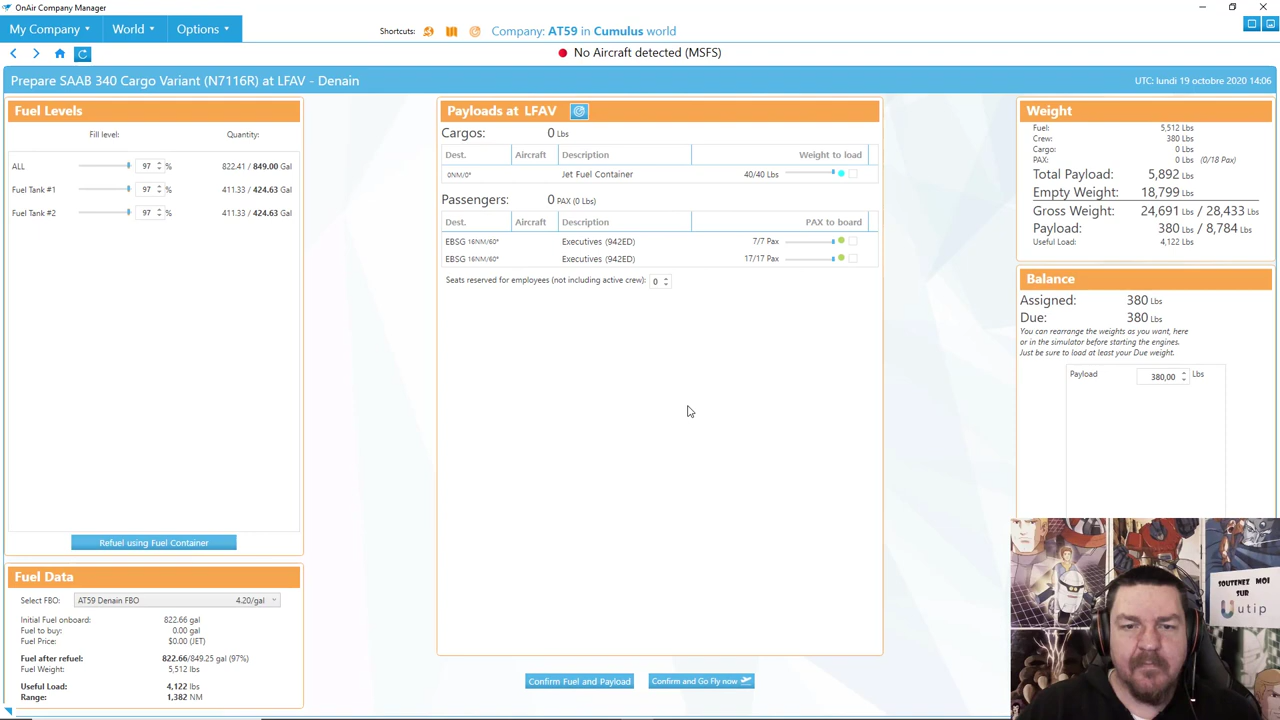 OnAir Company Manager
My Company World Options
Shortcuts: Company: AT59 in Cumulus world
No Aircraft detected (MSFS)
Prepare SAAB 340 Cargo Variant (N7116R) at LFAV - Denain UTC: lundi 19 octobre 2020 14:06
Fuel Levels
Fill level: Quantity:
ALL 97 % 822.41 / 849.00 Gal
Fuel Tank #1 97 % 411.33 / 424.63 Gal
Fuel Tank #2 97 % 411.33 / 424.63 Gal
Refuel using Fuel Container
Fuel Data
Select FBO: AT59 Denain FBO 4.20/gal
Initial Fuel onboard: 822.66 gal
Fuel to buy: 0.00 gal
Fuel Price: $0.00 (JET)
Fuel after refuel: 822.66/849.25 gal (97%)
Fuel Weight: 5,512 lbs
Useful Load: 4,122 lbs
Range: 1,382 NM
Payloads at LFAV
Cargos: 0 Lbs
Dest. Aircraft Description Weight to load
0NM/0° Jet Fuel Container 40/40 Lbs
Passengers: 0 PAX (0 Lbs)
Dest. Aircraft Description PAX to board
EBSG 16NM/60° Executives (942ED) 7/7 Pax
EBSG 16NM/60° Executives (942ED) 17/17 Pax
Seats reserved for employees (not including active crew): 0
Confirm Fuel and Payload Confirm and Go Fly now
Weight
Fuel: 5,512 Lbs
Crew: 380 Lbs
Cargo: 0 Lbs
PAX: 0 Lbs (0/18 Pax)
Total Payload: 5,892 Lbs
Empty Weight: 18,799 Lbs
Gross Weight: 24,691 Lbs / 28,433 Lbs
Payload: 380 Lbs / 8,784 Lbs
Useful Load: 4,122 Lbs
Balance
Assigned: 380 Lbs
Due: 380 Lbs
You can rearrange the weights as you want, here
or in the simulator before starting the engines.
Just be sure to load at least your Due weight.
Payload 380,00 Lbs
SOUTENEZ MOI
SUR
utip